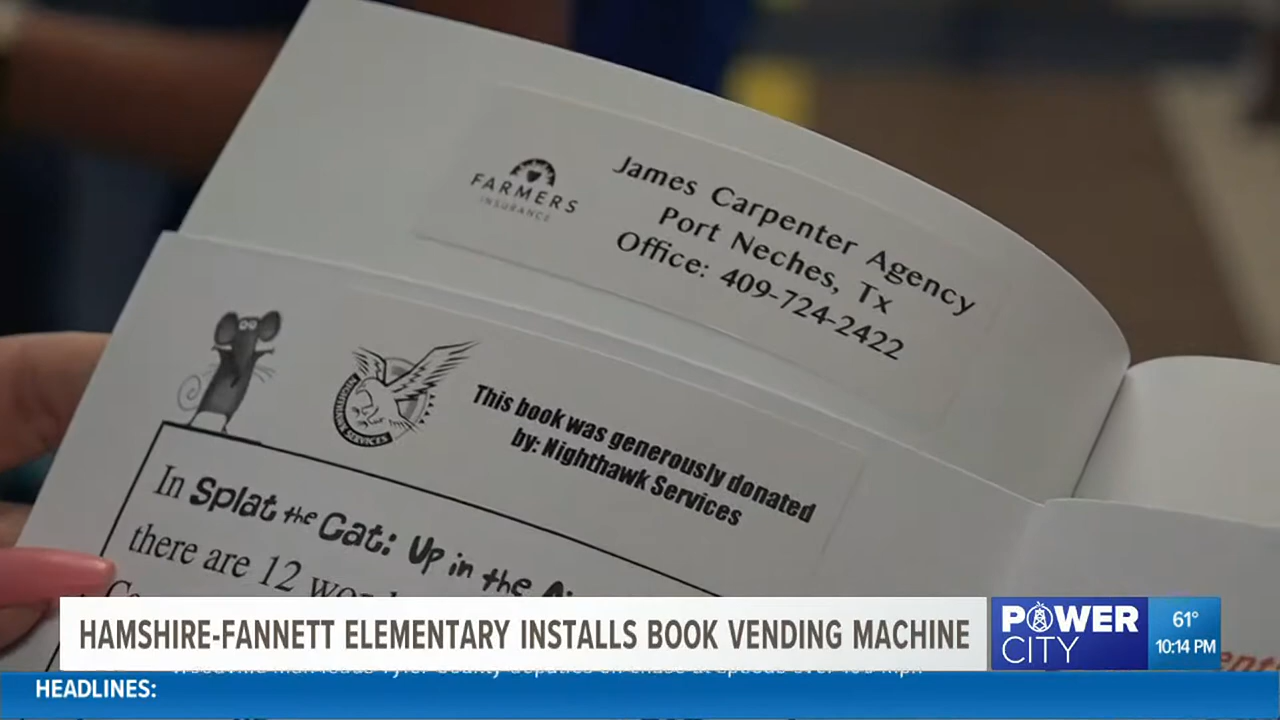 FARMERS
INSURANCE
James Carpenter Agency
Port Neches, Tx
Office: 409-724-2422
NIGHTHAWK SERVICES
This book was generously donated
by: Nighthawk Services
In Splat the Cat: Up in the
there are 12
HAMSHIRE-FANNETT ELEMENTARY INSTALLS BOOK VENDING MACHINE
POWER
CITY
61°
10:14 PM
HEADLINES: